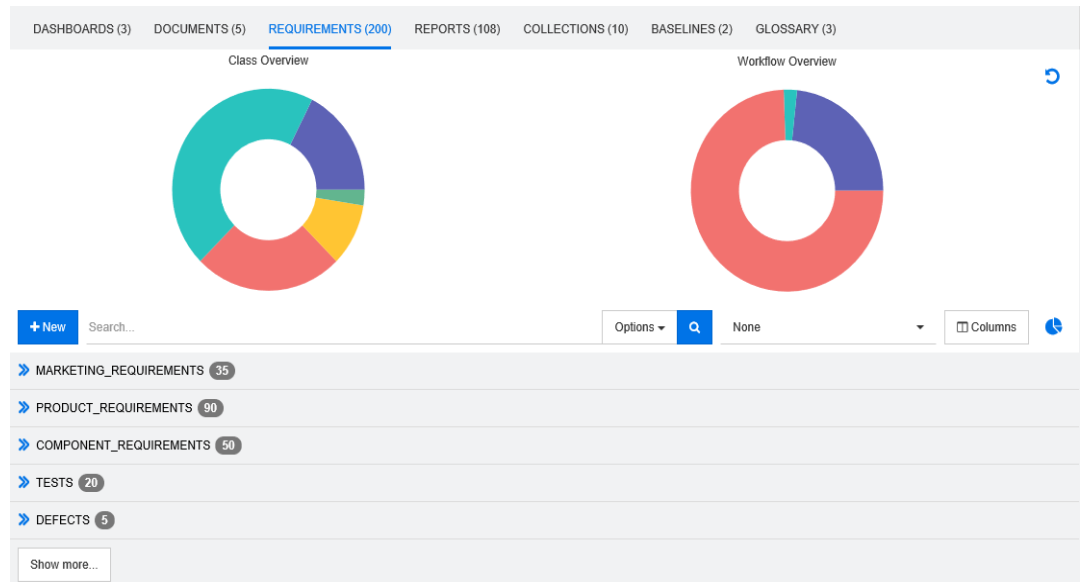 DASHBOARDS (3) DOCUMENTS (5) REQUIREMENTS (200) REPORTS (108) COLLECTIONS (10) BASELINES (2) GLOSSARY (3)
Class Overview Workflow Overview
New Search... Options None Columns
MARKETING_REQUIREMENTS 35
PRODUCT_REQUIREMENTS 90
COMPONENT_REQUIREMENTS 50
TESTS 20
DEFECTS 5
Show more...